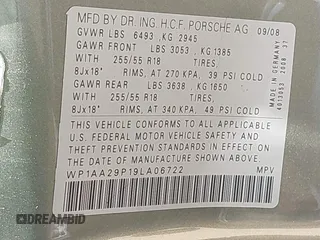 MFD BY DR. ING. H.C.F. PORSCHE AG 09/08
GVWR LBS 6493 , KG 2945
GAWR FRONT LBS 3053 , KG 1385
WITH 255/55 R18 TIRES,
8Jx18" RIMS, AT 270 KPA, 39 PSI COLD
GAWR REAR LBS 3638 , KG 1650
WITH 255/55 R18 TIRES,
8Jx18" RIMS, AT 340 KPA, 49 PSI COLD
THIS VEHICLE CONFORMS TO ALL APPLICABLE
U.S. FEDERAL MOTOR VEHICLE SAFETY AND
THEFT PREVENTION STANDARDS IN EFFECT ON
THE DATE OF MANUFACTURE SHOWN ABOVE.
WP1AA29P19LA06722 MPV
DREAMBID